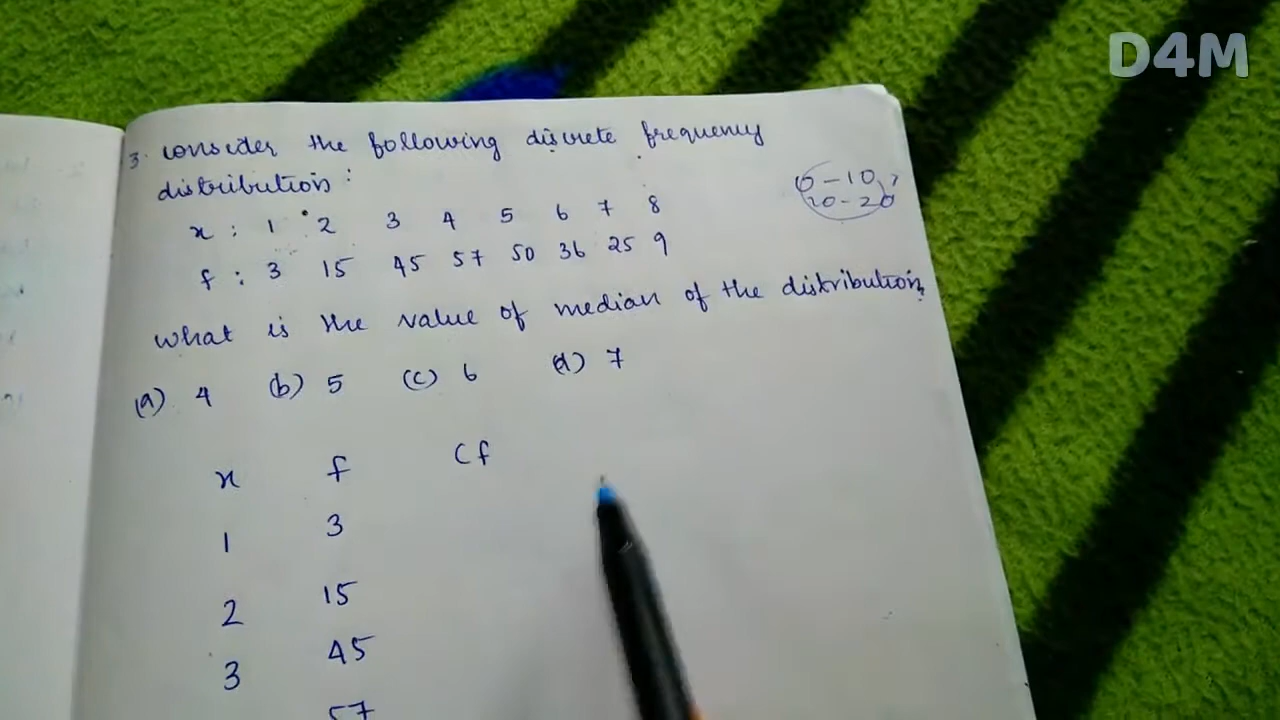 D4M
3. consider the following discrete frequency
distribution:
x : 1 2 3 4 5 6 7 8
f : 3 15 45 57 50 36 25 9
0-10,
10-20
what is the value of median of the distribution?
(a) 4 (b) 5 (c) 6 (d) 7
x f Cf
1 3
2 15
3 45
57